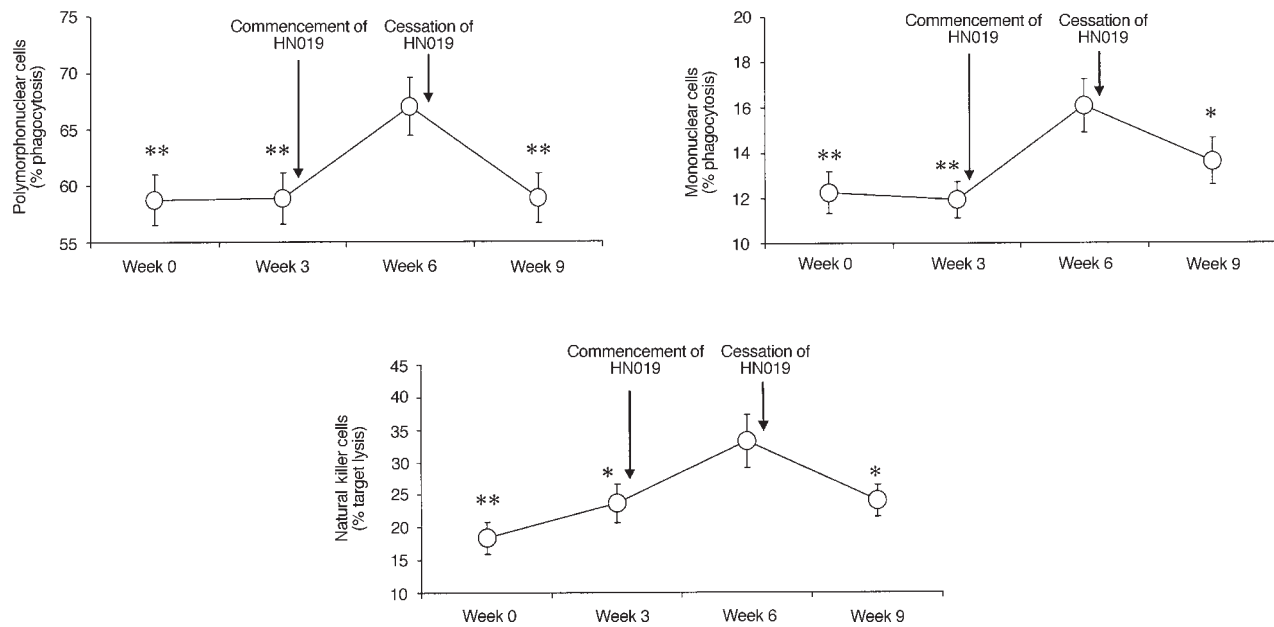 Polymorphonuclear cells
(% phagocytosis)
75
70
65
60
55
Commencement of
HN019
Cessation of
HN019
**
**
**
Week 0
Week 3
Week 6
Week 9
Mononuclear cells
(% phagocytosis)
20
18
16
14
12
10
Commencement of
HN019
Cessation of
HN019
**
**
*
Week 0
Week 3
Week 6
Week 9
Natural killer cells
(% target lysis)
45
40
35
30
25
20
15
10
Commencement of
HN019
Cessation of
HN019
**
*
*
Week 0
Week 3
Week 6
Week 9